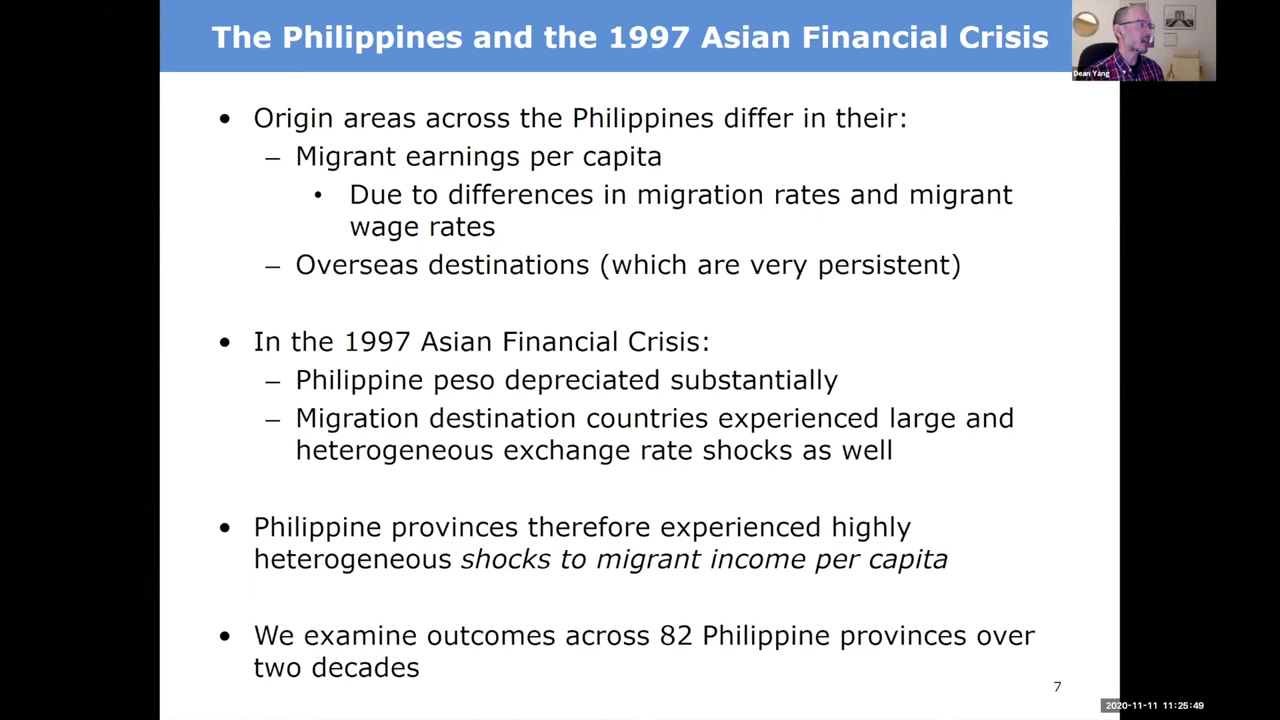 The Philippines and the 1997 Asian Financial Crisis
Dean Yang
• Origin areas across the Philippines differ in their:
– Migrant earnings per capita
• Due to differences in migration rates and migrant
wage rates
– Overseas destinations (which are very persistent)
• In the 1997 Asian Financial Crisis:
– Philippine peso depreciated substantially
– Migration destination countries experienced large and
heterogeneous exchange rate shocks as well
• Philippine provinces therefore experienced highly
heterogeneous shocks to migrant income per capita
• We examine outcomes across 82 Philippine provinces over
two decades
7
2020-11-11 11:25:49